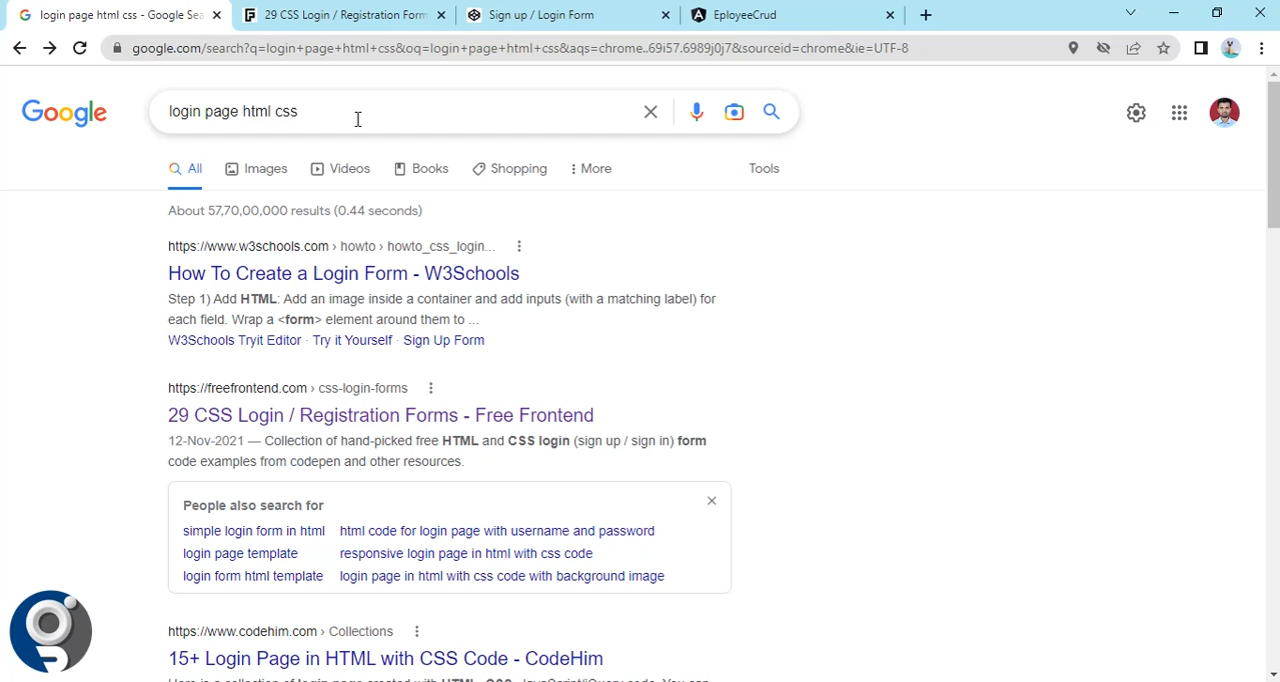 login page html css - Google Sea
29 CSS Login / Registration Form
Sign up / Login Form
EployeeCrud
google.com/search?q=login+page+html+css&oq=login+page+html+css&aqs=chrome..69i57.6989j0j7&sourceid=chrome&ie=UTF-8
Google
login page html css
All
Images
Videos
Books
Shopping
More
Tools
About 57,70,00,000 results (0.44 seconds)
https://www.w3schools.com › howto › howto_css_login...
How To Create a Login Form - W3Schools
Step 1) Add HTML: Add an image inside a container and add inputs (with a matching label) for
each field. Wrap a <form> element around them to ...
W3Schools Tryit Editor · Try it Yourself · Sign Up Form
https://freefrontend.com › css-login-forms
29 CSS Login / Registration Forms - Free Frontend
12-Nov-2021 — Collection of hand-picked free HTML and CSS login (sign up / sign in) form
code examples from codepen and other resources.
People also search for
simple login form in html html code for login page with username and password
login page template responsive login page in html with css code
login form html template login page in html with css code with background image
https://www.codehim.com › Collections
15+ Login Page in HTML with CSS Code - CodeHim